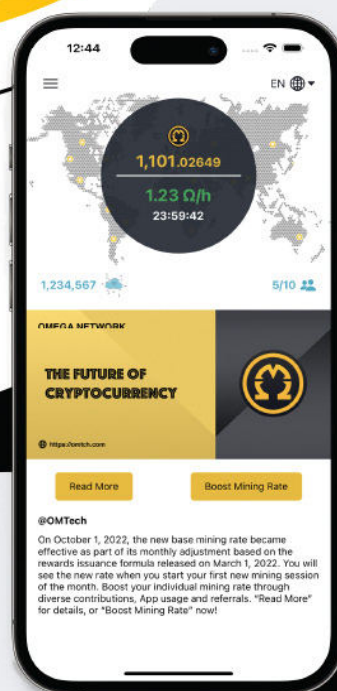 12:44
EN
1,101.02649
1.23 Ω/h
23:59:42
1,234,567
5/10
OMEGA NETWORK
THE FUTURE OF
CRYPTOCURRENCY
https://omtch.com
Read More
Boost Mining Rate
@OMTech
On October 1, 2022, the new base mining rate became
effective as part of its monthly adjustment based on the
rewards issuance formula released on March 1, 2022. You will
see the new rate when you start your first new mining session
of the month. Boost your individual mining rate through
diverse contributions, App usage and referrals. "Read More"
for details, or "Boost Mining Rate" now!